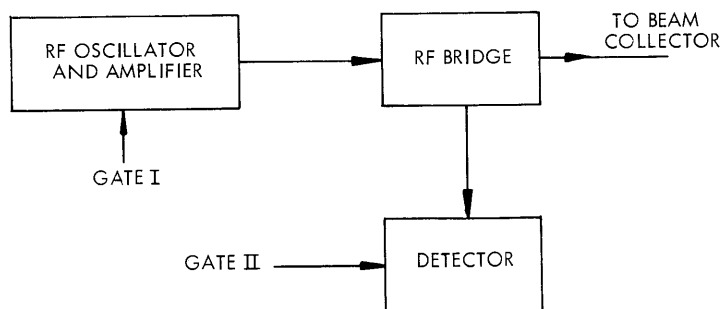 RF OSCILLATOR
AND AMPLIFIER
RF BRIDGE
TO BEAM
COLLECTOR
GATE I
GATE II
DETECTOR